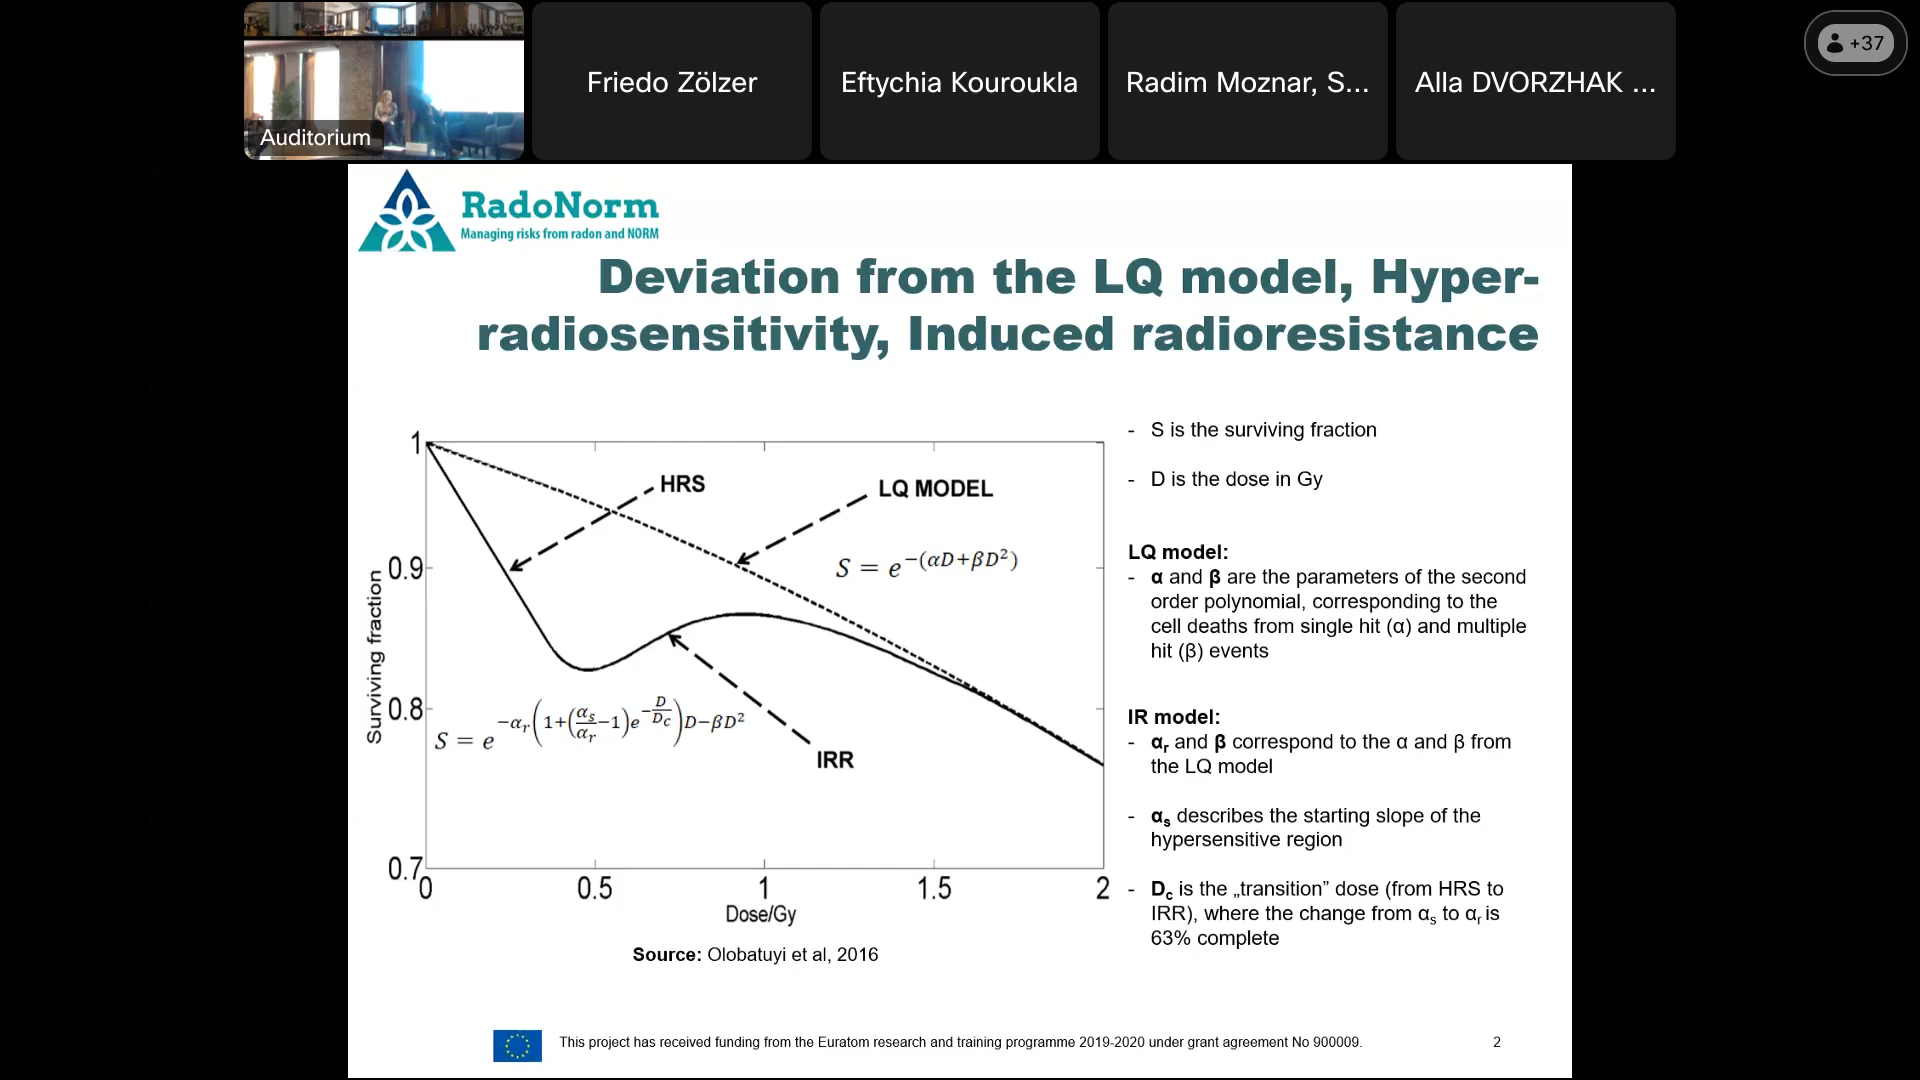 Auditorium
Friedo Zölzer
Eftychia Kouroukla
Radim Moznar, S...
Alla DVORZHAK ...
+37
RadoNorm
Managing risks from radon and NORM
Deviation from the LQ model, Hyper-
radiosensitivity, Induced radioresistance
1
0.9
0.8
0.7
Surviving fraction
HRS
LQ MODEL
S = e^{-(αD+βD²)}
S = e^{-α_r(1+(α_s/α_r−1)e^{−D/Dc})D−βD²}
IRR
0
0.5
1
1.5
2
Dose/Gy
Source: Olobatuyi et al, 2016
- S is the surviving fraction
- D is the dose in Gy
LQ model:
- α and β are the parameters of the second
order polynomial, corresponding to the
cell deaths from single hit (α) and multiple
hit (β) events
IR model:
- αr and β correspond to the α and β from
the LQ model
- αs describes the starting slope of the
hypersensitive region
- Dc is the „transition” dose (from HRS to
IRR), where the change from αs to αr is
63% complete
This project has received funding from the Euratom research and training programme 2019-2020 under grant agreement No 900009.
2